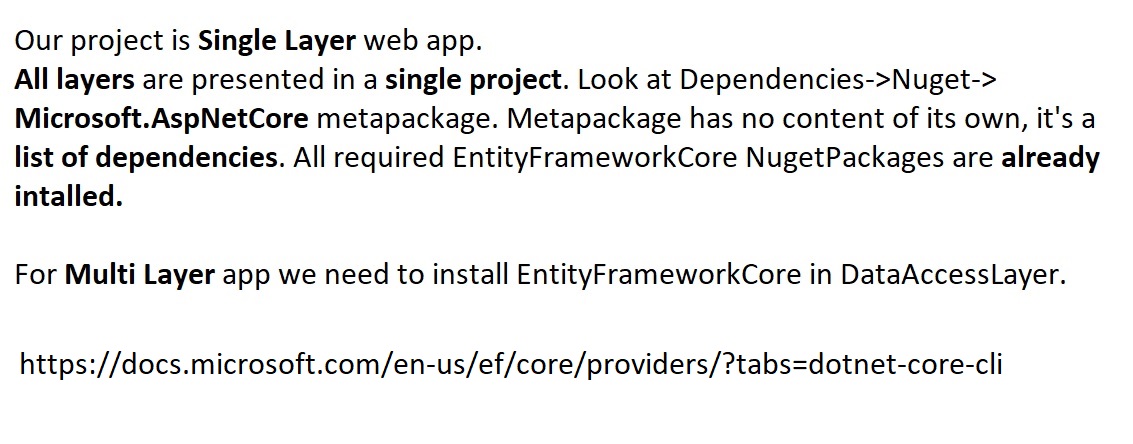 Our project is Single Layer web app.
All layers are presented in a single project. Look at Dependencies->Nuget->
Microsoft.AspNetCore metapackage. Metapackage has no content of its own, it's a
list of dependencies. All required EntityFrameworkCore NugetPackages are already
intalled.
For Multi Layer app we need to install EntityFrameworkCore in DataAccessLayer.
https://docs.microsoft.com/en-us/ef/core/providers/?tabs=dotnet-core-cli